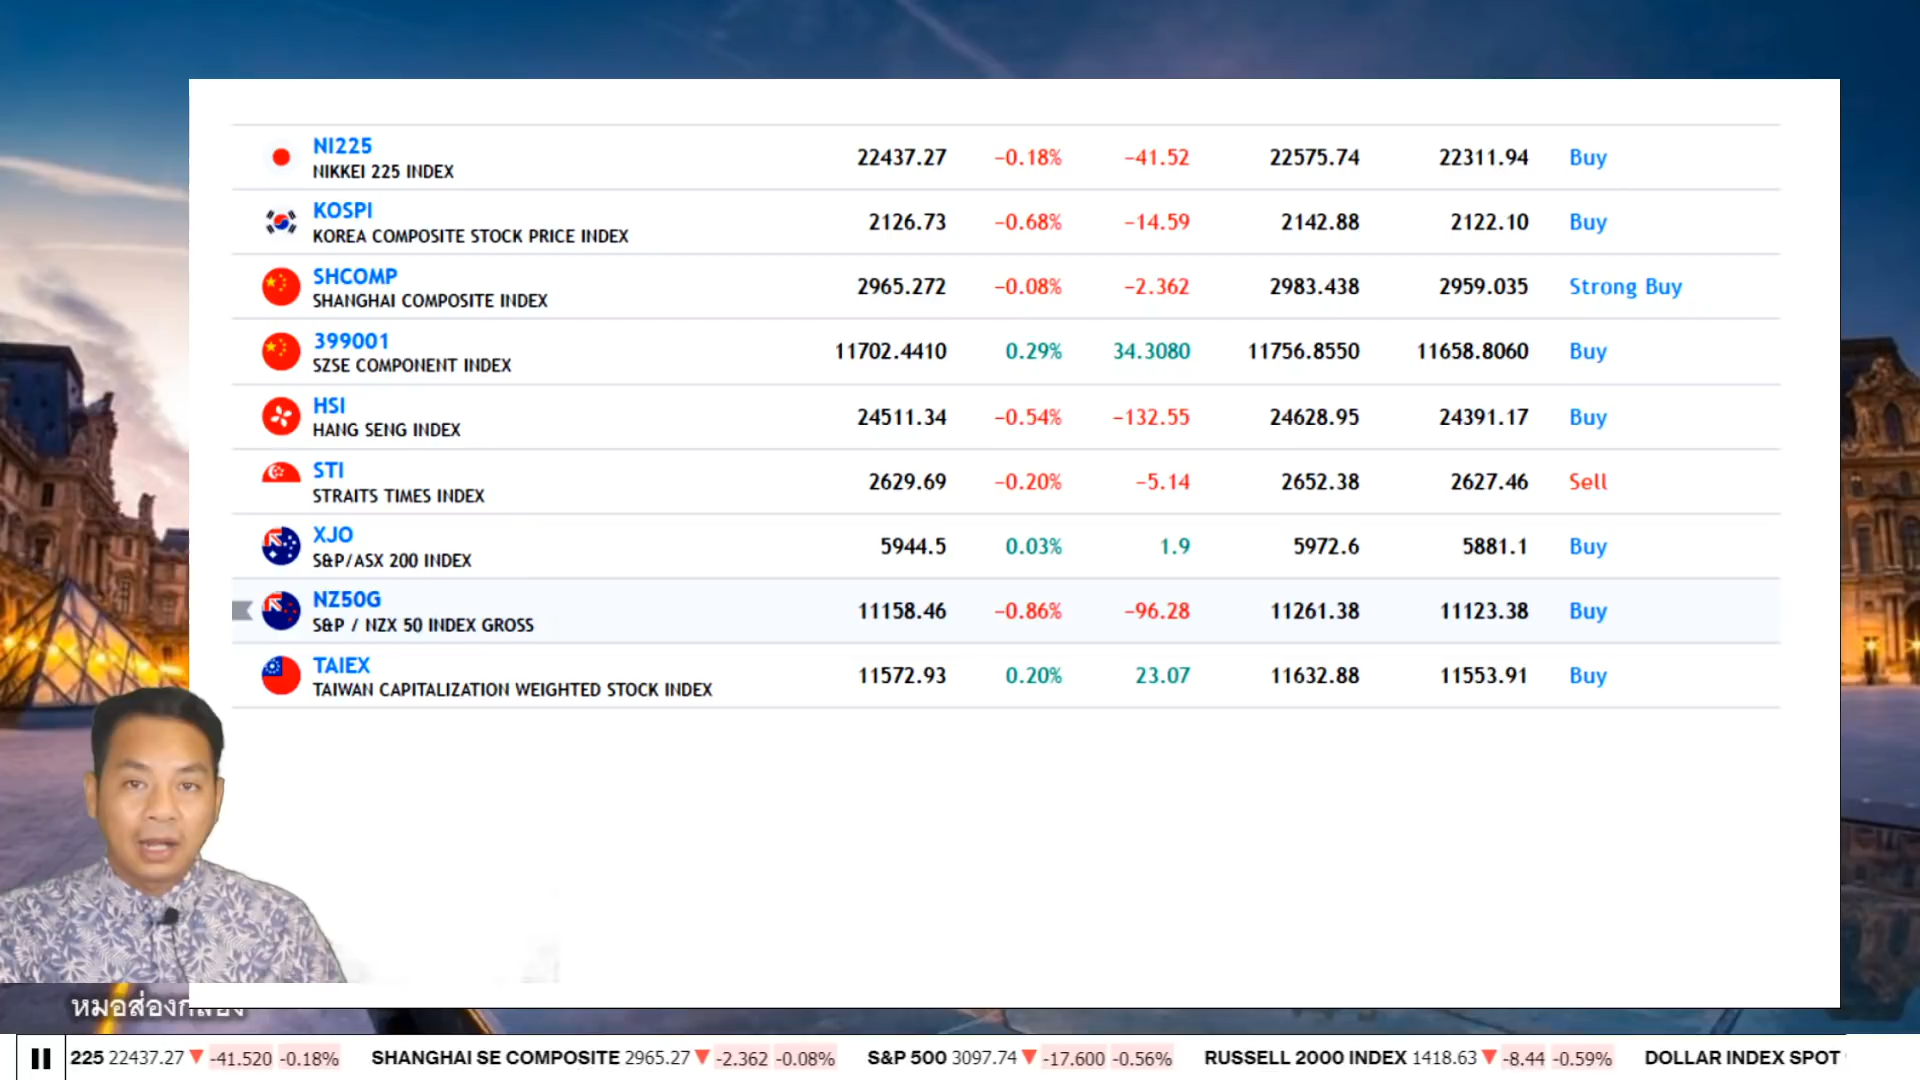 NI225
NIKKEI 225 INDEX
22437.27 −0.18% −41.52 22575.74 22311.94 Buy
KOSPI
KOREA COMPOSITE STOCK PRICE INDEX
2126.73 −0.68% −14.59 2142.88 2122.10 Buy
SHCOMP
SHANGHAI COMPOSITE INDEX
2965.272 −0.08% −2.362 2983.438 2959.035 Strong Buy
399001
SZSE COMPONENT INDEX
11702.4410 0.29% 34.3080 11756.8550 11658.8060 Buy
HSI
HANG SENG INDEX
24511.34 −0.54% −132.55 24628.95 24391.17 Buy
STI
STRAITS TIMES INDEX
2629.69 −0.20% −5.14 2652.38 2627.46 Sell
XJO
S&P/ASX 200 INDEX
5944.5 0.03% 1.9 5972.6 5881.1 Buy
NZ50G
S&P / NZX 50 INDEX GROSS
11158.46 −0.86% −96.28 11261.38 11123.38 Buy
TAIEX
TAIWAN CAPITALIZATION WEIGHTED STOCK INDEX
11572.93 0.20% 23.07 11632.88 11553.91 Buy
225 22437.27 ▼ -41.520 -0.18% SHANGHAI SE COMPOSITE 2965.27 ▼ -2.362 -0.08% S&P 500 3097.74 ▼ -17.600 -0.56% RUSSELL 2000 INDEX 1418.63 ▼ -8.44 -0.59% DOLLAR INDEX SPOT